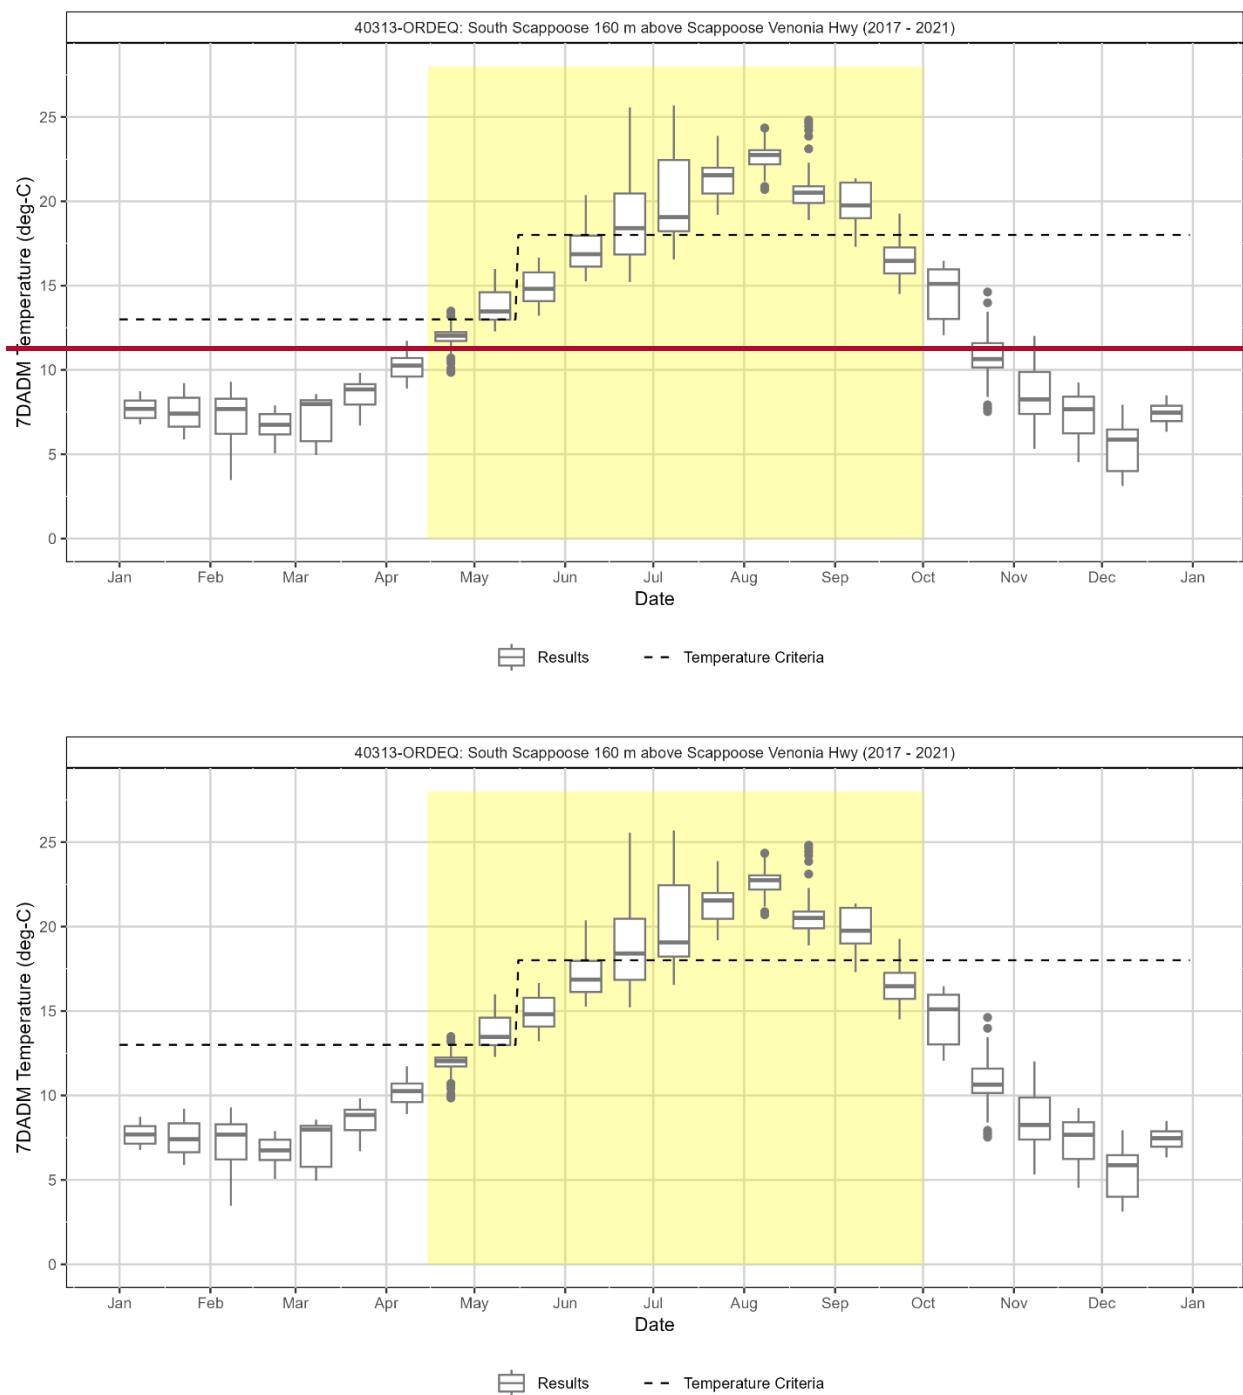 40313-ORDEQ: South Scappoose 160 m above Scappoose Venonia Hwy (2017 - 2021)
25
20
15
10
5
0
7DADM Temperature (deg-C)
Jan Feb Mar Apr May Jun Jul Aug Sep Oct Nov Dec Jan
Date
Results Temperature Criteria
40313-ORDEQ: South Scappoose 160 m above Scappoose Venonia Hwy (2017 - 2021)
25
20
15
10
5
0
7DADM Temperature (deg-C)
Jan Feb Mar Apr May Jun Jul Aug Sep Oct Nov Dec Jan
Date
Results Temperature Criteria